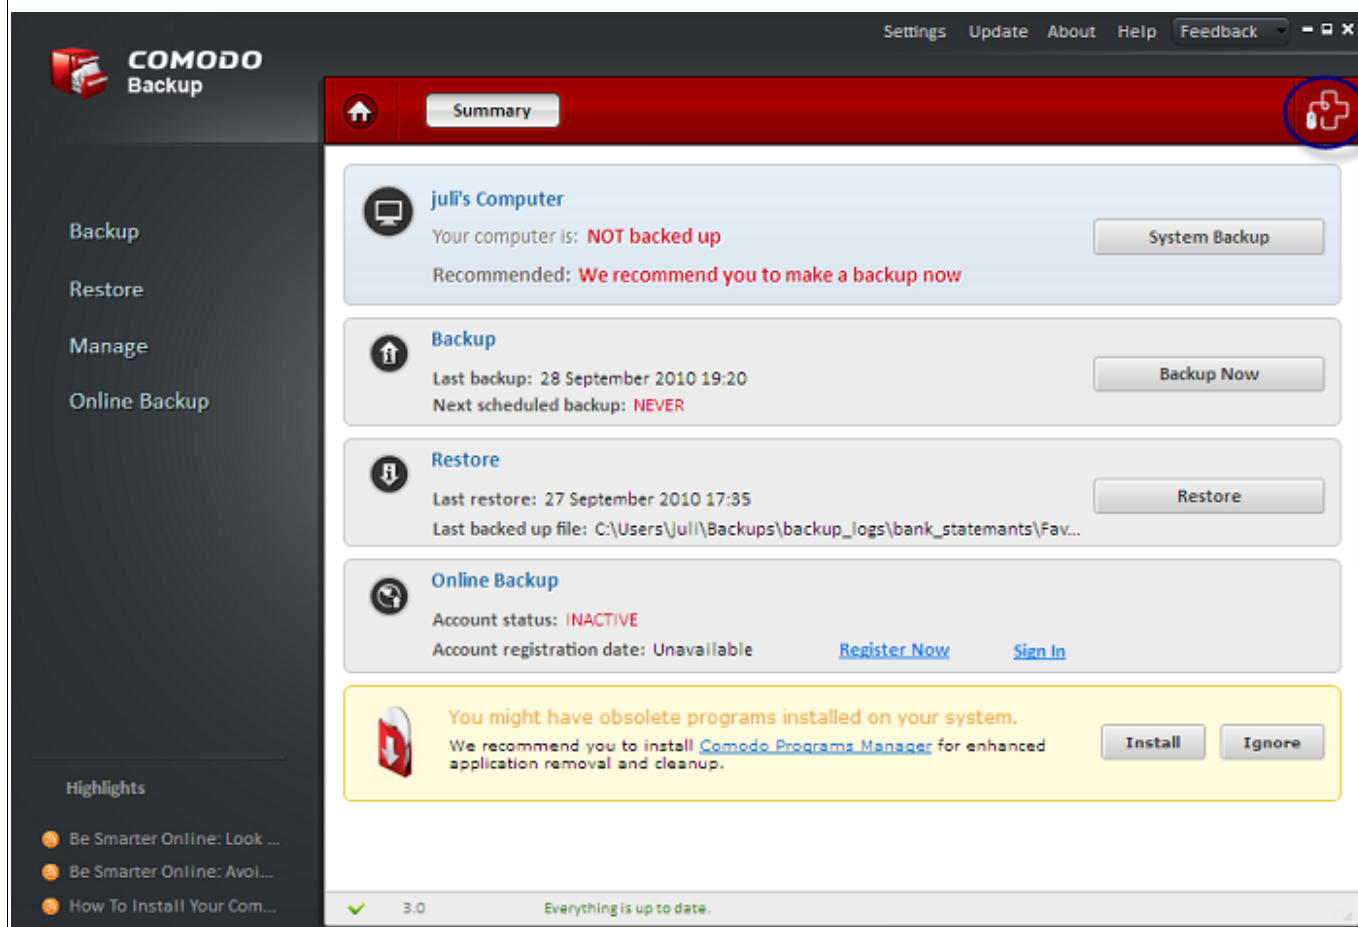 Settings Update About Help Feedback
COMODO
Backup
Summary
Backup
Restore
Manage
Online Backup
juli's Computer
Your computer is: NOT backed up
System Backup
Recommended: We recommend you to make a backup now
Backup
Last backup: 28 September 2010 19:20
Backup Now
Next scheduled backup: NEVER
Restore
Last restore: 27 September 2010 17:35
Restore
Last backed up file: C:\Users\juli\Backups\backup_logs\bank_statemants\Fav...
Online Backup
Account status: INACTIVE
Account registration date: Unavailable Register Now Sign In
You might have obsolete programs installed on your system.
We recommend you to install Comodo Programs Manager for enhanced
application removal and cleanup.
Install Ignore
Highlights
Be Smarter Online: Look ...
Be Smarter Online: Avoi...
How To Install Your Com...
3.0 Everything is up to date.